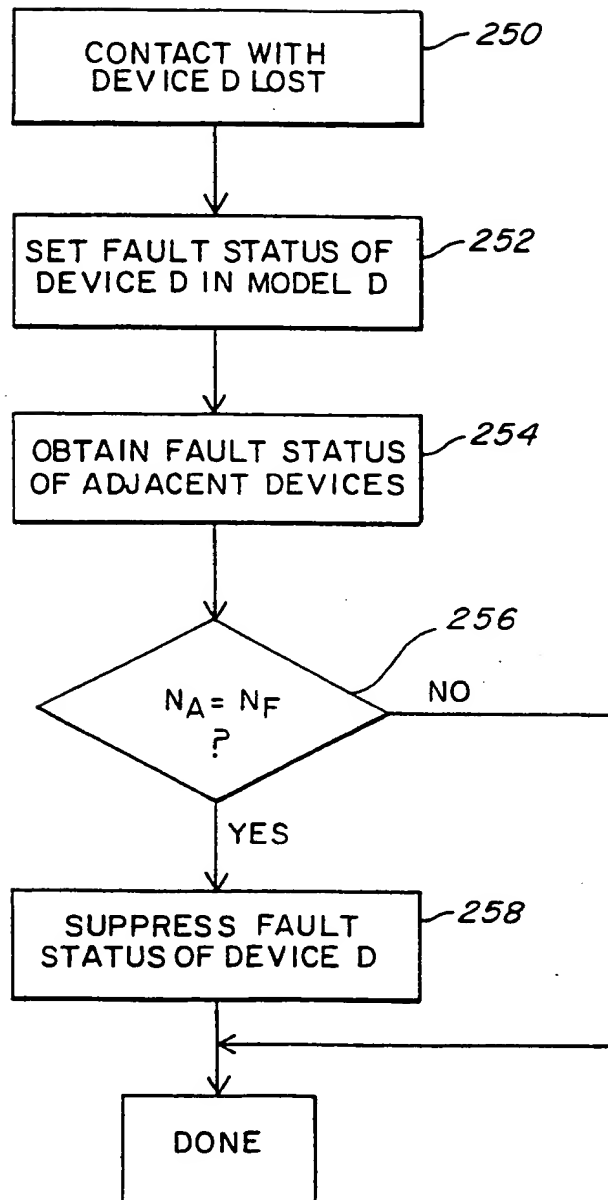 CONTACT WITH
DEVICE D LOST
250
SET FAULT STATUS OF
DEVICE D IN MODEL D
252
OBTAIN FAULT STATUS
OF ADJACENT DEVICES
254
256
NA = NF
?
NO
YES
SUPPRESS FAULT
STATUS OF DEVICE D
258
DONE